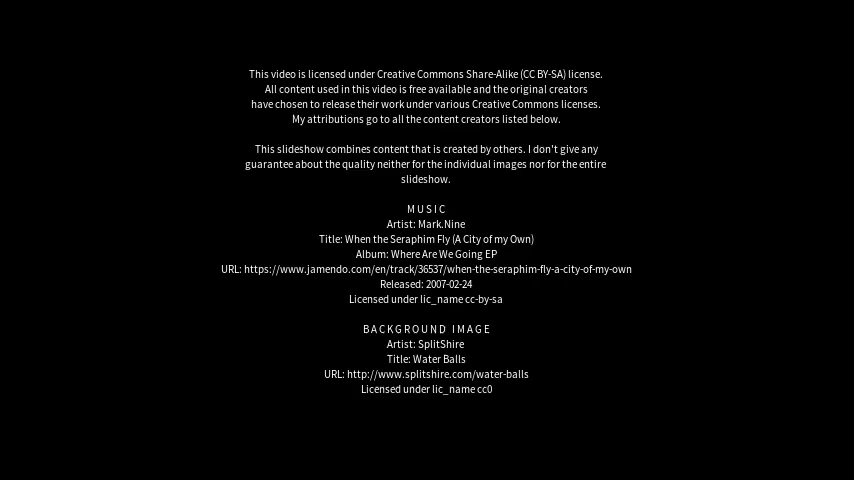 This video is licensed under Creative Commons Share-Alike (CC BY-SA) license.
All content used in this video is free available and the original creators
have chosen to release their work under various Creative Commons licenses.
My attributions go to all the content creators listed below.
This slideshow combines content that is created by others. I don't give any
guarantee about the quality neither for the individual images nor for the entire
slideshow.
MUSIC
Artist: Mark.Nine
Title: When the Seraphim Fly (A City of my Own)
Album: Where Are We Going EP
URL: https://www.jamendo.com/en/track/36537/when-the-seraphim-fly-a-city-of-my-own
Released: 2007-02-24
Licensed under lic_name cc-by-sa
BACKGROUND IMAGE
Artist: SplitShire
Title: Water Balls
URL: http://www.splitshire.com/water-balls
Licensed under lic_name cc0